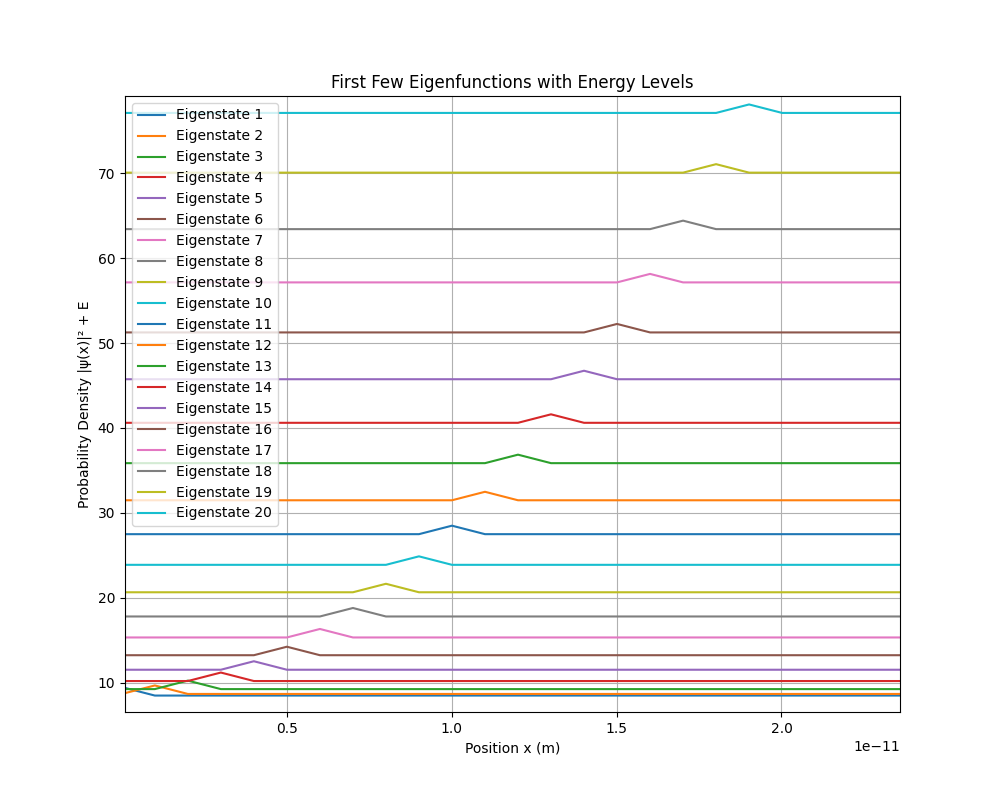 First Few Eigenfunctions with Energy Levels
Probability Density |ψ(x)|² + E
70
60
50
40
30
20
10
Eigenstate 1
Eigenstate 2
Eigenstate 3
Eigenstate 4
Eigenstate 5
Eigenstate 6
Eigenstate 7
Eigenstate 8
Eigenstate 9
Eigenstate 10
Eigenstate 11
Eigenstate 12
Eigenstate 13
Eigenstate 14
Eigenstate 15
Eigenstate 16
Eigenstate 17
Eigenstate 18
Eigenstate 19
Eigenstate 20
0.5 1.0 1.5 2.0
Position x (m)
1e−11